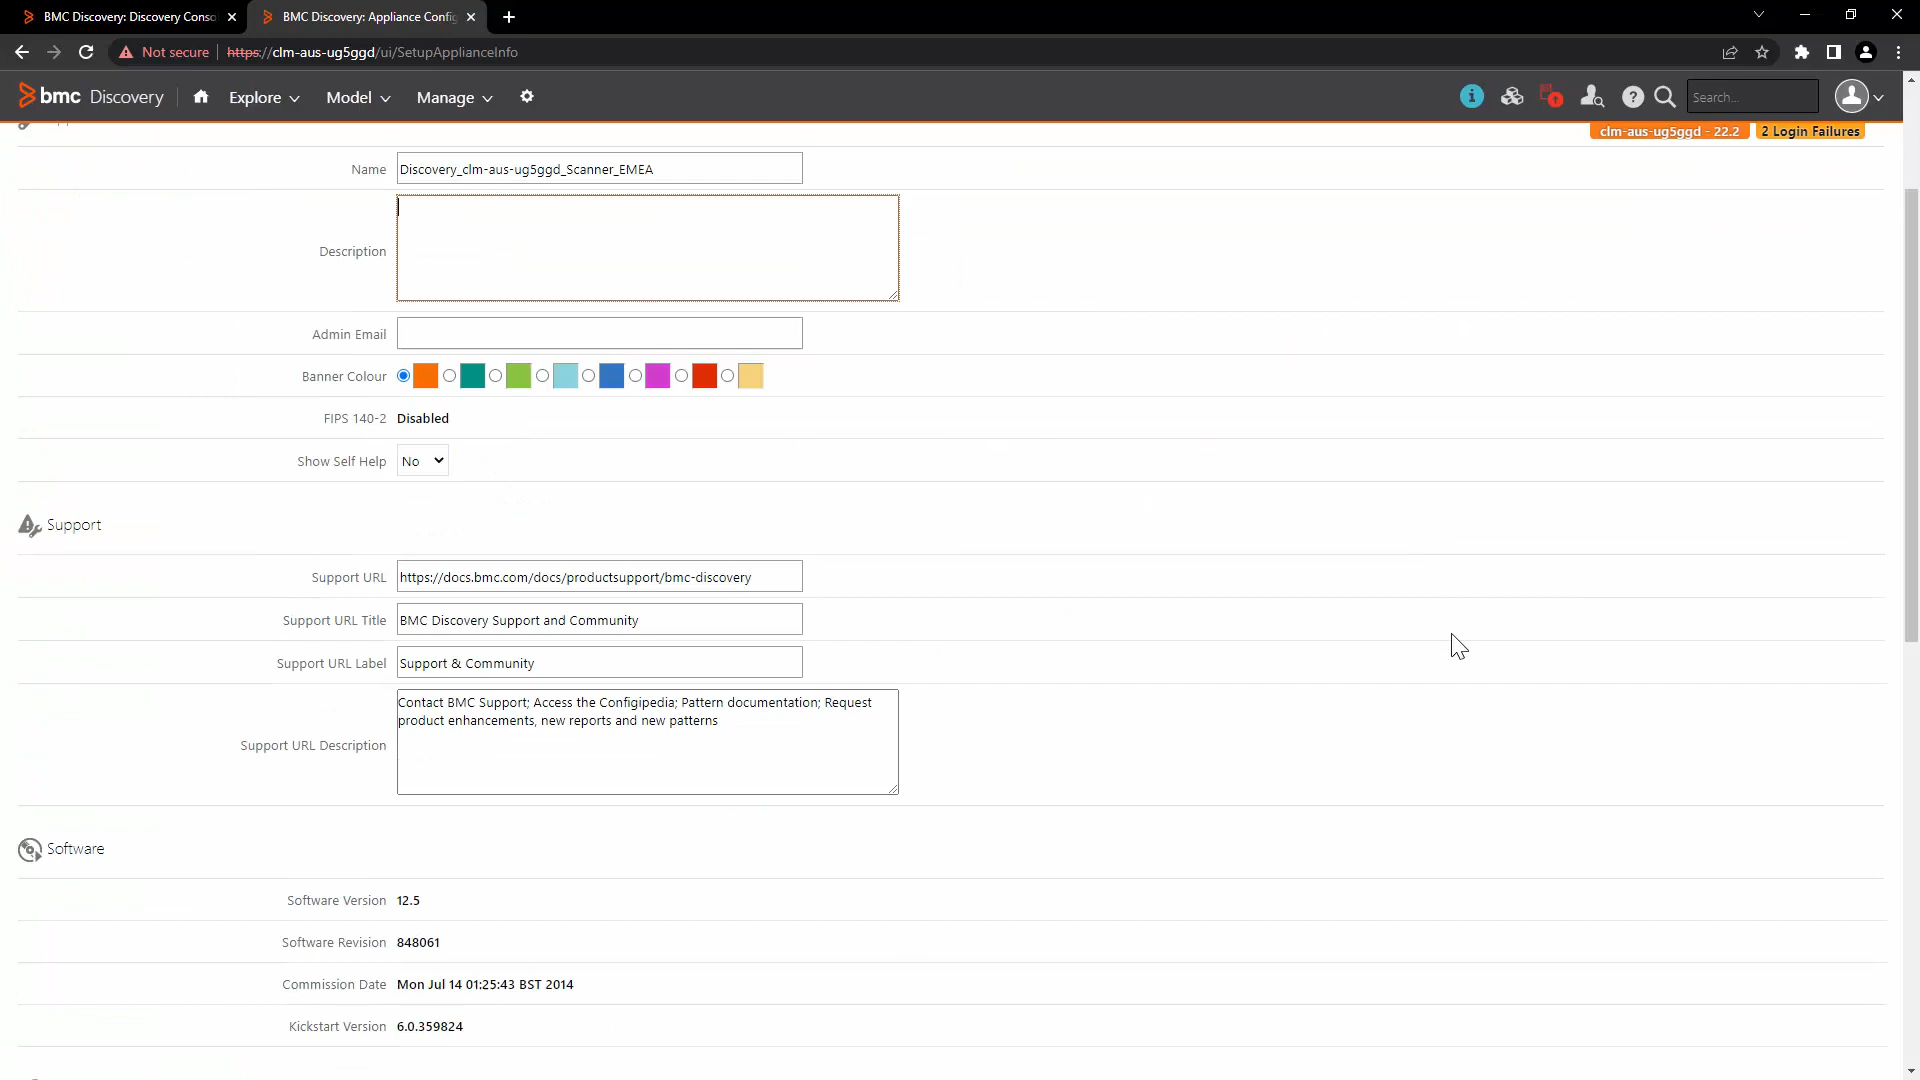 BMC Discovery: Discovery Conso
BMC Discovery: Appliance Config
Not secure
https://clm-aus-ug5ggd/ui/SetupApplianceInfo
bmc Discovery
Explore
Model
Manage
Search...
clm-aus-ug5ggd - 22.2
2 Login Failures
Name
Discovery_clm-aus-ug5ggd_Scanner_EMEA
Description
Admin Email
Banner Colour
FIPS 140-2
Disabled
Show Self Help
No
Support
Support URL
https://docs.bmc.com/docs/productsupport/bmc-discovery
Support URL Title
BMC Discovery Support and Community
Support URL Label
Support & Community
Support URL Description
Contact BMC Support; Access the Configipedia; Pattern documentation; Request
product enhancements, new reports and new patterns
Software
Software Version
12.5
Software Revision
848061
Commission Date
Mon Jul 14 01:25:43 BST 2014
Kickstart Version
6.0.359824